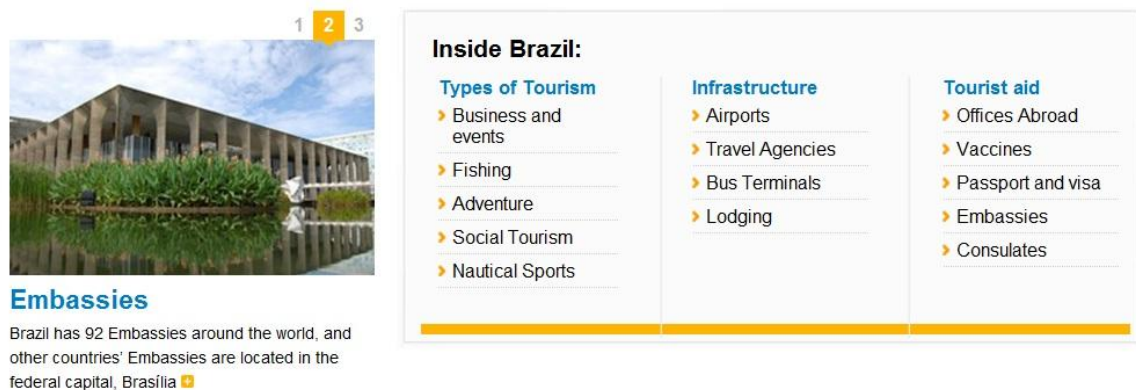 1 2 3
Embassies
Brazil has 92 Embassies around the world, and
other countries' Embassies are located in the
federal capital, Brasília
Inside Brazil:
Types of Tourism
Business and
events
Fishing
Adventure
Social Tourism
Nautical Sports
Infrastructure
Airports
Travel Agencies
Bus Terminals
Lodging
Tourist aid
Offices Abroad
Vaccines
Passport and visa
Embassies
Consulates